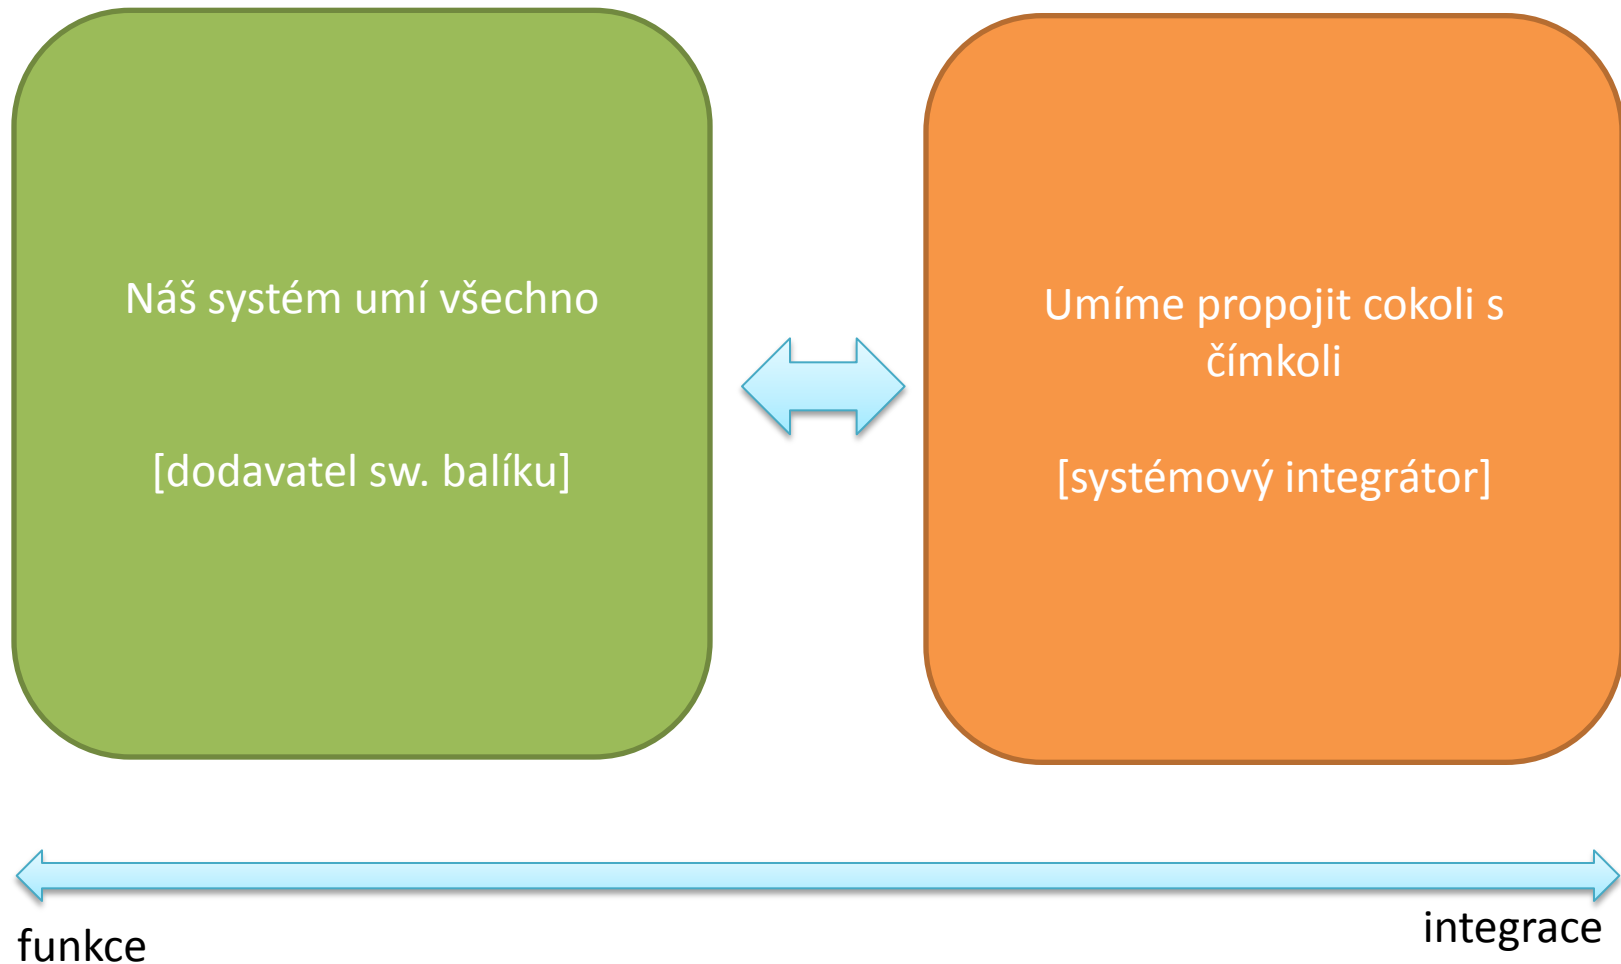 Náš systém umí všechno
[dodavatel sw. balíku]
Umíme propojit cokoli s
čímkoli
[systémový integrátor]
funkce
integrace